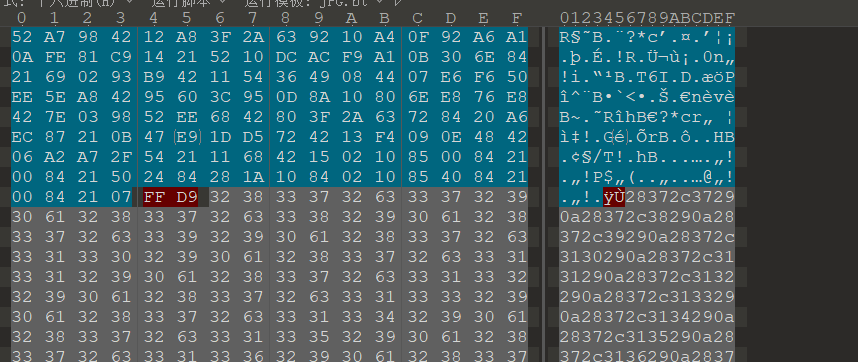 式: 十六进制(H) 运行脚本 运行模板: JPG.bt
0 1 2 3 4 5 6 7 8 9 A B C D E F 0123456789ABCDEF
52 A7 98 42 12 A8 3F 2A 63 92 10 A4 0F 92 A6 A1 R§˜B.¨?*c’.¤.’¦¡
0A FE 81 C9 14 21 52 10 DC AC F9 A1 0B 30 6E 84 .þ.É.!R.Ü¬ù¡.0n„
21 69 02 93 B9 42 11 54 36 49 08 44 07 E6 F6 50 !i.“¹B.T6I.D.æöP
EE 5E A8 42 95 60 3C 95 0D 8A 10 80 6E E8 76 E8 î^¨B•`<•.Š.€nèvè
42 7E 03 98 52 EE 68 42 80 3F 2A 63 72 84 20 A6 B~.˜RîhB€?*cr„ ¦
EC 87 21 0B 47 E9 1D D5 72 42 13 F4 09 0E 48 42 ì‡!.Gé.ÕrB.ô..HB
06 A2 A7 2F 54 21 11 68 42 15 02 10 85 00 84 21 .¢§/T!.hB...….„!
00 84 21 50 24 84 28 1A 10 84 02 10 85 40 84 21 .„!P$„(..„..…@„!
00 84 21 07 FF D9 32 38 33 37 32 63 33 37 32 39 .„!.ÿÙ28372c3729
30 61 32 38 33 37 32 63 33 38 32 39 30 61 32 38 0a28372c38290a28
33 37 32 63 33 39 32 39 30 61 32 38 33 37 32 63 372c39290a28372c
33 31 33 30 32 39 30 61 32 38 33 37 32 63 33 31 3130290a28372c31
33 31 32 39 30 61 32 38 33 37 32 63 33 31 33 32 31290a28372c3132
32 39 30 61 32 38 33 37 32 63 33 31 33 33 32 39 290a28372c313329
30 61 32 38 33 37 32 63 33 31 33 34 32 39 30 61 0a28372c3134290a
32 38 33 37 32 63 33 31 33 35 32 39 30 61 32 38 28372c3135290a28
33 37 32 63 33 31 33 36 32 39 30 61 32 38 33 37 372c3136290a2837